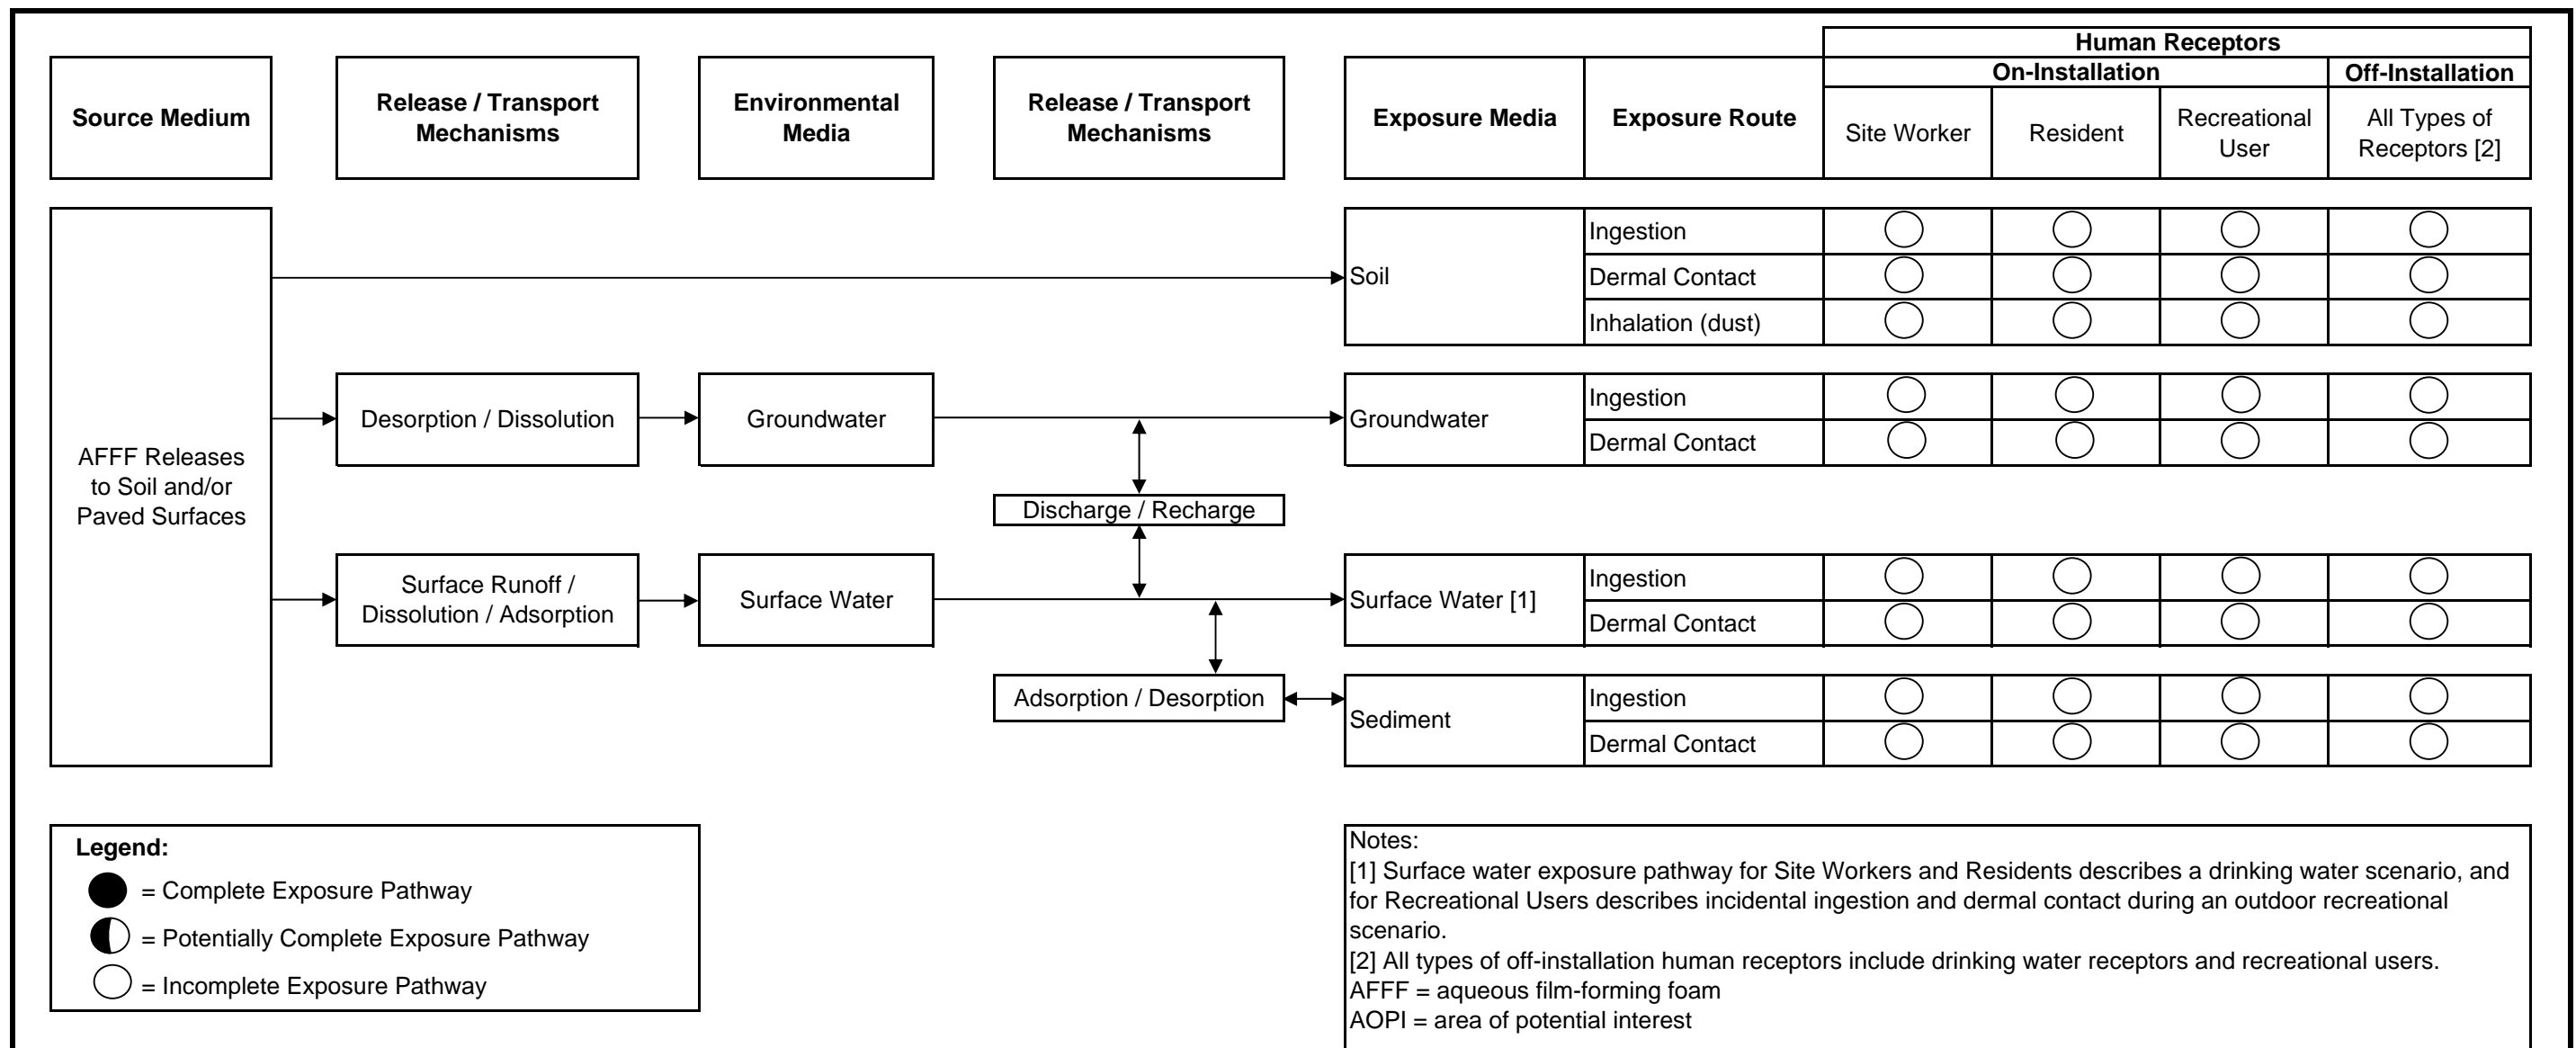 Human Receptors
On-Installation
Off-Installation
Source Medium
Release / Transport
Mechanisms
Environmental
Media
Release / Transport
Mechanisms
Exposure Media
Exposure Route
Site Worker
Resident
Recreational
User
All Types of
Receptors [2]
AFFF Releases
to Soil and/or
Paved Surfaces
Soil
Ingestion
Dermal Contact
Inhalation (dust)
Desorption / Dissolution
Groundwater
Groundwater
Ingestion
Dermal Contact
Discharge / Recharge
Surface Runoff /
Dissolution / Adsorption
Surface Water
Surface Water [1]
Ingestion
Dermal Contact
Adsorption / Desorption
Sediment
Ingestion
Dermal Contact
Legend:
= Complete Exposure Pathway
= Potentially Complete Exposure Pathway
= Incomplete Exposure Pathway
Notes:
[1] Surface water exposure pathway for Site Workers and Residents describes a drinking water scenario, and
for Recreational Users describes incidental ingestion and dermal contact during an outdoor recreational
scenario.
[2] All types of off-installation human receptors include drinking water receptors and recreational users.
AFFF = aqueous film-forming foam
AOPI = area of potential interest